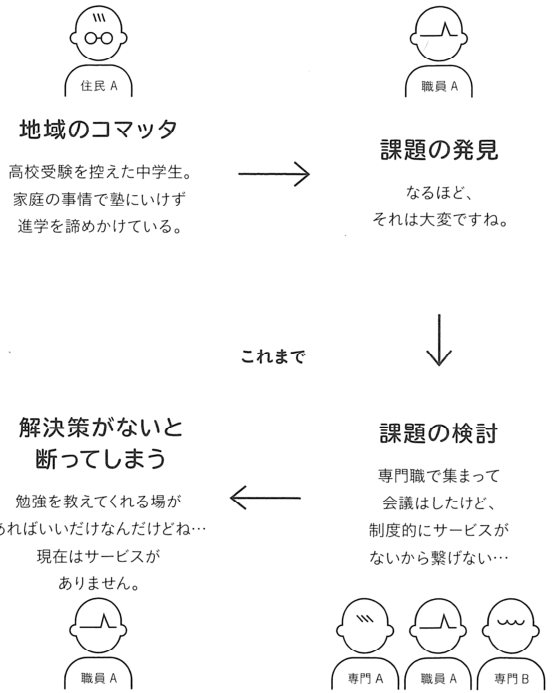 住民 A
地域のコマッタ
高校受験を控えた中学生。
家庭の事情で塾にいけず
進学を諦めかけている。
職員 A
課題の発見
なるほど、
それは大変ですね。
これまで
課題の検討
専門職で集まって
会議はしたけど、
制度的にサービスが
ないから繋げない…
専門 A
職員 A
専門 B
解決策がないと
断ってしまう
勉強を教えてくれる場が
あればいいだけなんだけどね…
現在はサービスが
ありません。
職員 A